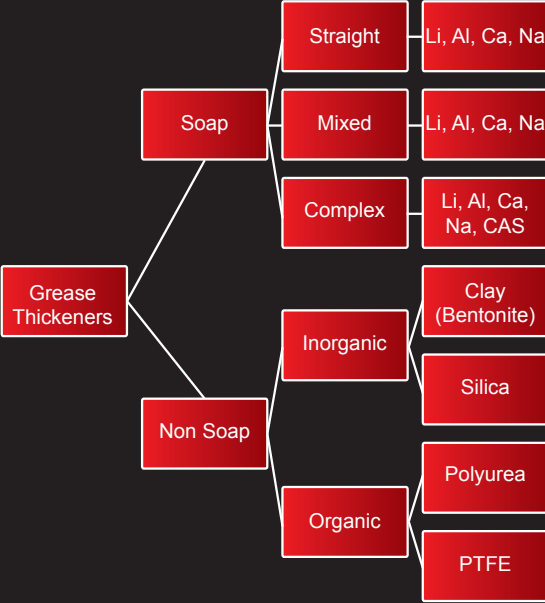 Grease
Thickeners
Soap
Straight
Li, Al, Ca, Na
Mixed
Li, Al, Ca, Na
Complex
Li, Al, Ca,
Na, CAS
Non Soap
Inorganic
Clay
(Bentonite)
Silica
Organic
Polyurea
PTFE